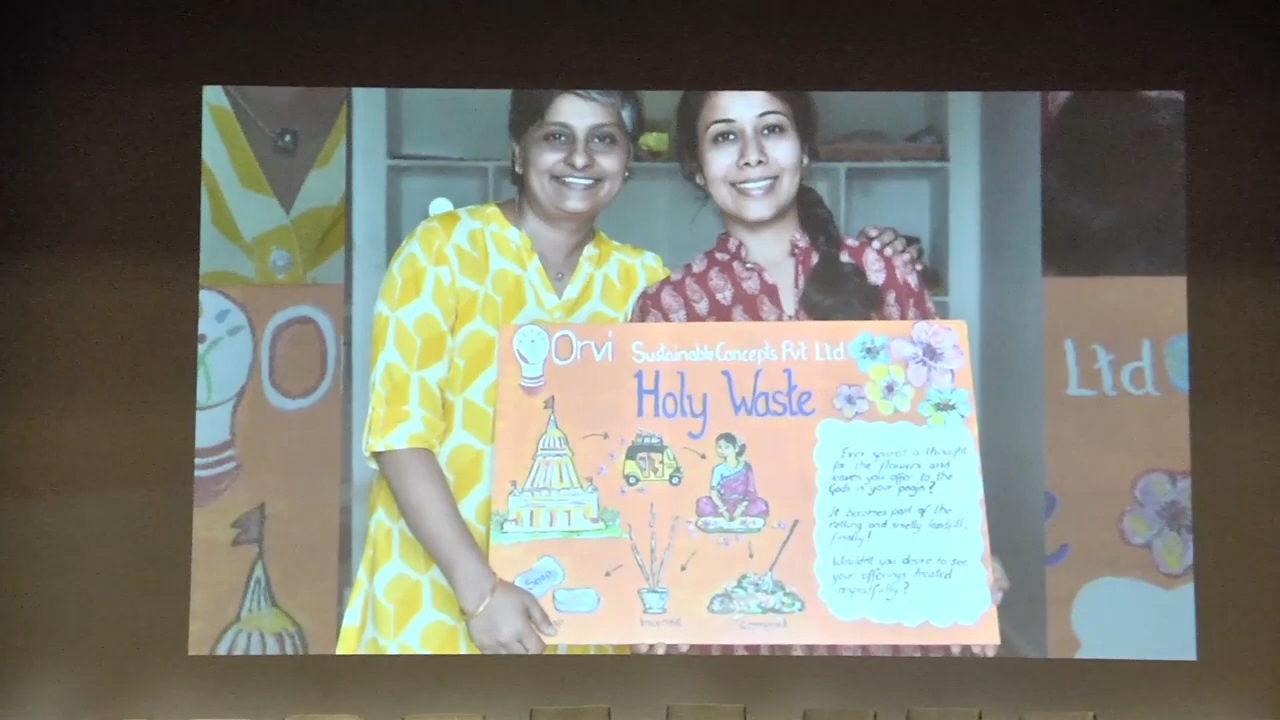 Orvi Sustainable Concepts Pvt Ltd
Holy Waste
Ever spared a thought
for the flowers and
leaves you offer to the
Gods in your pooja?
It becomes part of the
rotting and smelly landfill,
finally!
Wouldn't you desire to see
your offerings treated
respectfully?
Soap
Incense
Compost
O
Ltd